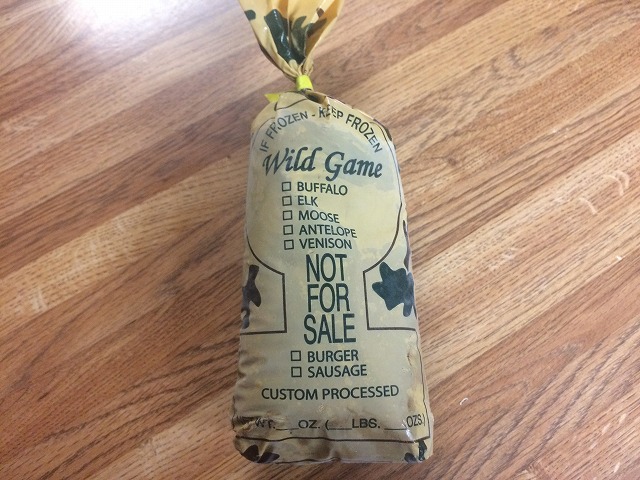 IF FROZEN - KEEP FROZEN
Wild Game
☐ BUFFALO
☐ ELK
☐ MOOSE
☐ ANTELOPE
☐ VENISON
NOT
FOR
SALE
☐ BURGER
☐ SAUSAGE
CUSTOM PROCESSED
WT. OZ. ( LBS. OZS.)